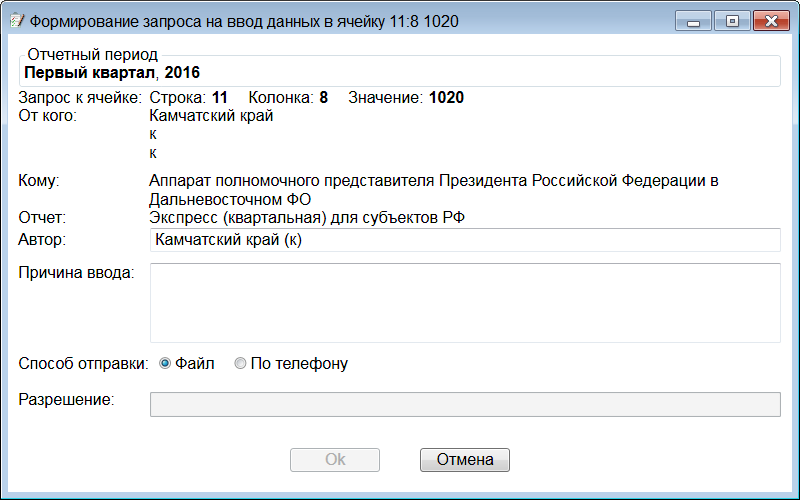 Формирование запроса на ввод данных в ячейку 11:8 1020
Отчетный период
Первый квартал, 2016
Запрос к ячейке: Строка: 11 Колонка: 8 Значение: 1020
От кого: Камчатский край
к
к
Кому: Аппарат полномочного представителя Президента Российской Федерации в
Дальневосточном ФО
Отчет: Экспресс (квартальная) для субъектов РФ
Автор: Камчатский край (к)
Причина ввода:
Способ отправки: Файл По телефону
Разрешение:
Ok Отмена